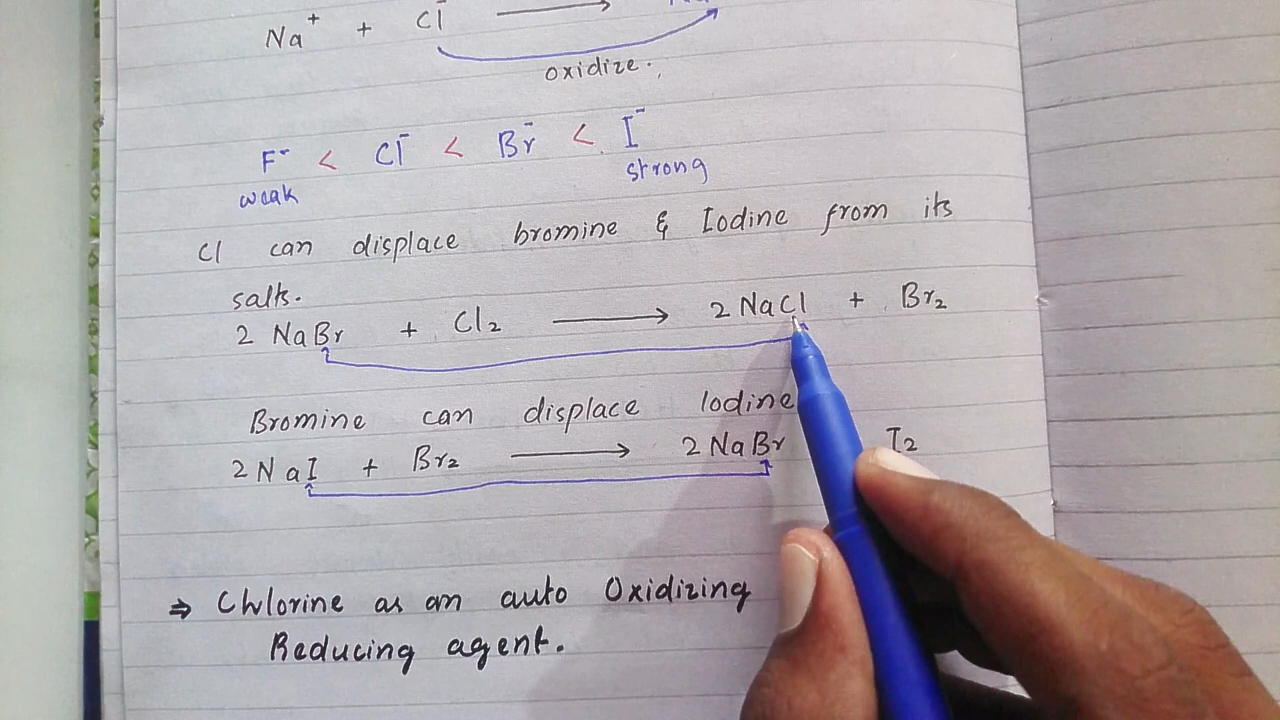 Na⁺ + Cl⁻ ⟶
oxidize.
F⁻ < Cl⁻ < Br⁻ < I⁻
weak strong
Cl can displace bromine & Iodine from its
salts.
2 NaBr + Cl₂ ⟶ 2 NaCl + Br₂
Bromine can displace Iodine
2 NaI + Br₂ ⟶ 2 NaBr I₂
⇒ Chlorine as an auto Oxidizing
Reducing agent.